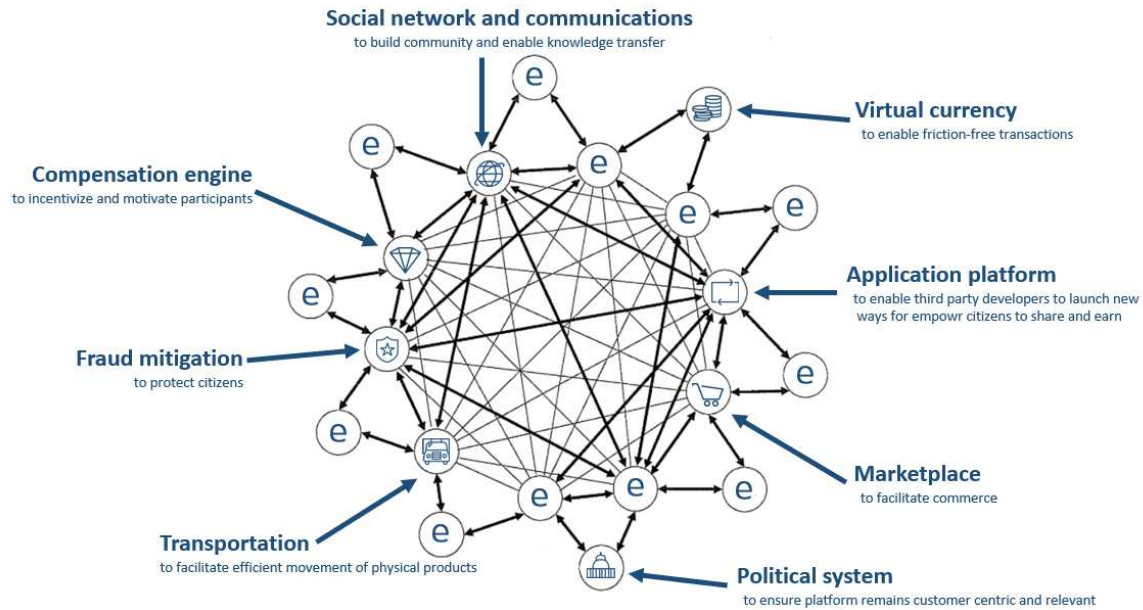 Social network and communications
to build community and enable knowledge transfer
e
Virtual currency
to enable friction-free transactions
e
e
Compensation engine
to incentivize and motivate participants
e
e
Application platform
to enable third party developers to launch new
ways for empowr citizens to share and earn
e
Fraud mitigation
to protect citizens
e
e
Marketplace
to facilitate commerce
e
e
e
Transportation
to facilitate efficient movement of physical products
e
Political system
to ensure platform remains customer centric and relevant